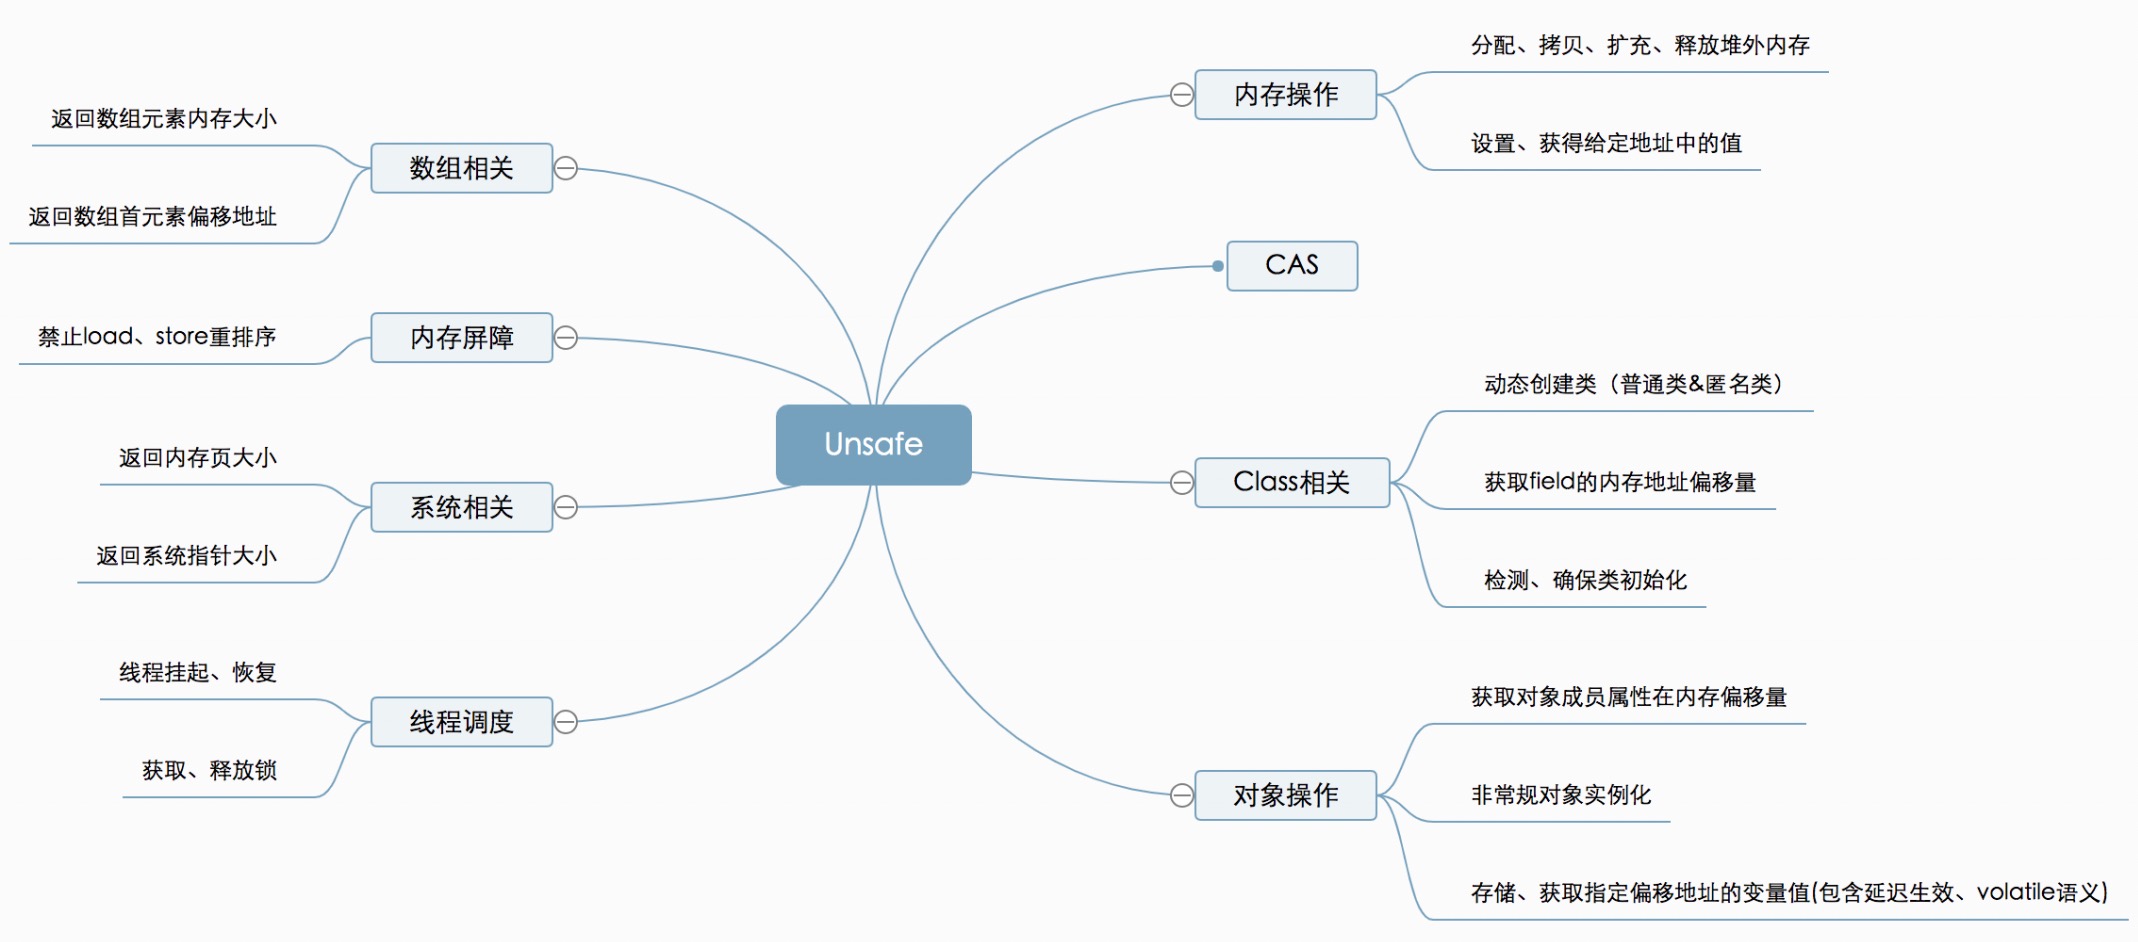 Unsafe
内存操作
分配、拷贝、扩充、释放堆外内存
设置、获得给定地址中的值
CAS
Class相关
动态创建类（普通类&匿名类）
获取field的内存地址偏移量
检测、确保类初始化
对象操作
获取对象成员属性在内存偏移量
非常规对象实例化
存储、获取指定偏移地址的变量值(包含延迟生效、volatile语义)
数组相关
返回数组元素内存大小
返回数组首元素偏移地址
内存屏障
禁止load、store重排序
系统相关
返回内存页大小
返回系统指针大小
线程调度
线程挂起、恢复
获取、释放锁